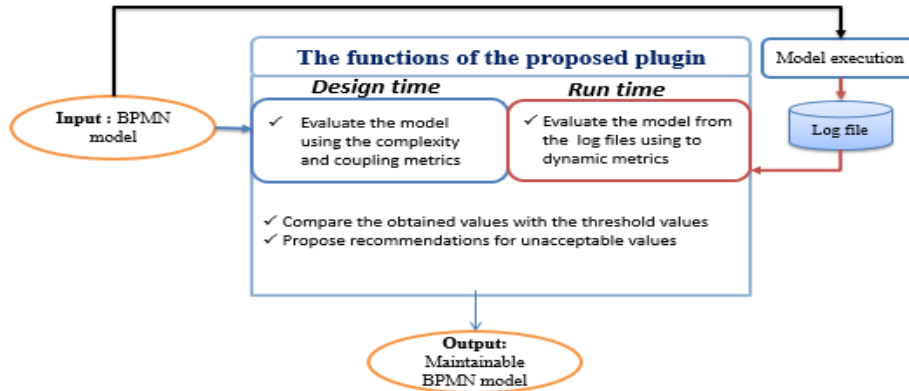 The functions of the proposed plugin
Model execution
Design time
Run time
Input : BPMN
model
✓ Evaluate the model
using the complexity
and coupling metrics
✓ Evaluate the model from
the log files using to
dynamic metrics
Log file
✓ Compare the obtained values with the threshold values
✓ Propose recommendations for unacceptable values
Output:
Maintainable
BPMN model